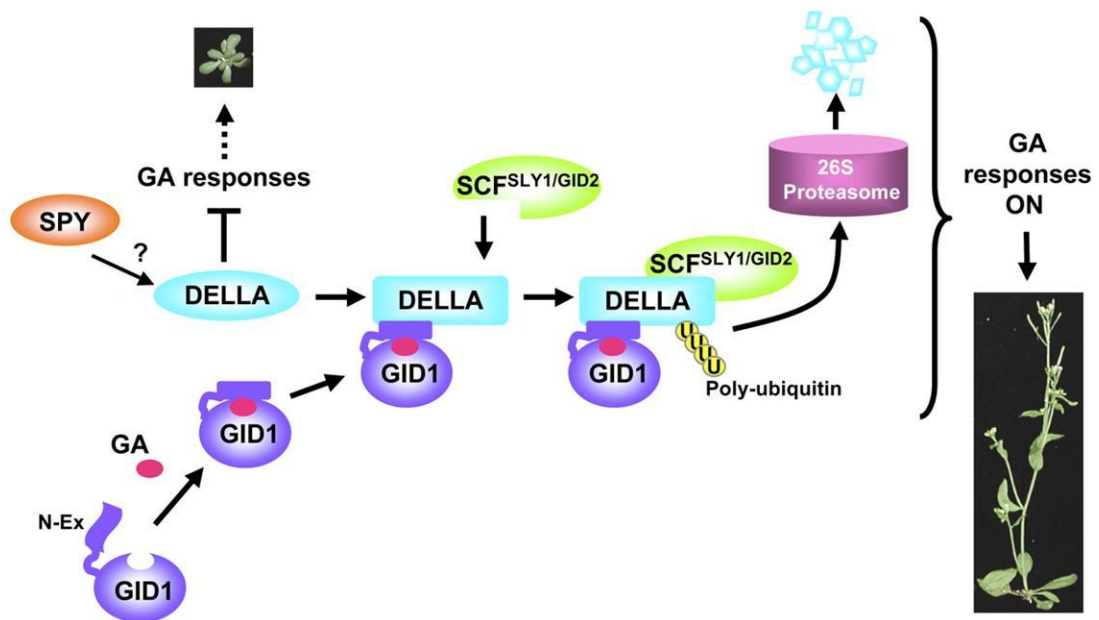 GA responses
SPY
?
DELLA
SCFSLY1/GID2
DELLA
GID1
SCFSLY1/GID2
DELLA
GID1
U
U
U
U
Poly-ubiquitin
26S
Proteasome
GA
responses
ON
GID1
GA
N-Ex
GID1